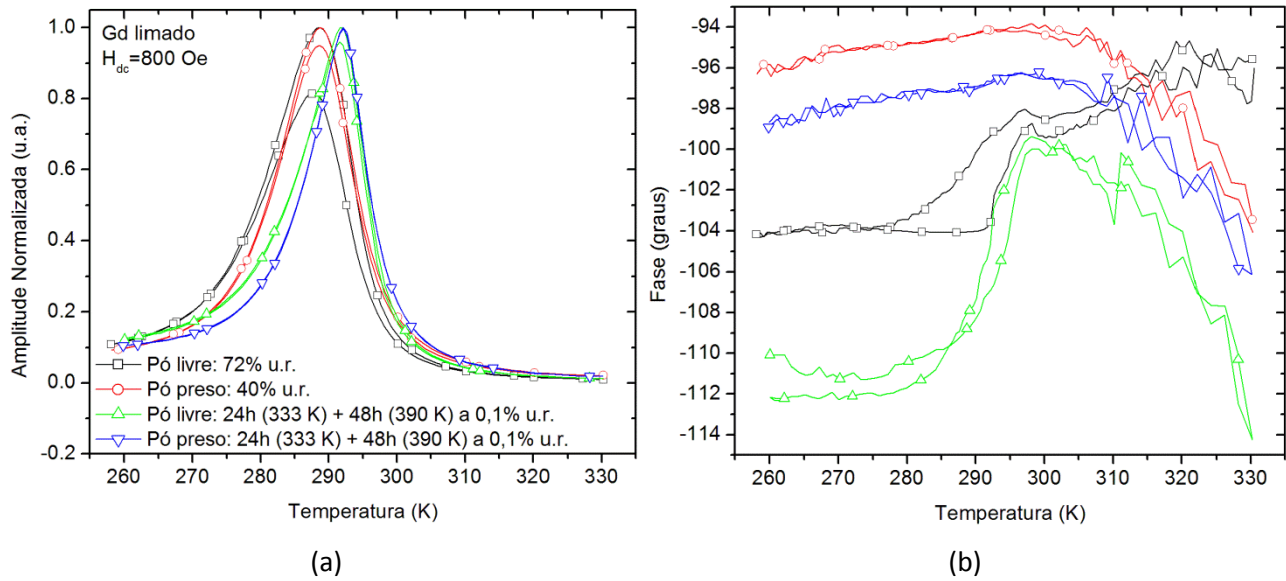 Gd limado
H_dc=800 Oe
Amplitude Normalizada (u.a.)
1.0
0.8
0.6
0.4
0.2
0.0
-0.2
Pó livre: 72% u.r.
Pó preso: 40% u.r.
Pó livre: 24h (333 K) + 48h (390 K) a 0,1% u.r.
Pó preso: 24h (333 K) + 48h (390 K) a 0,1% u.r.
260 270 280 290 300 310 320 330
Temperatura (K)
(a)
Fase (graus)
-94
-96
-98
-100
-102
-104
-106
-108
-110
-112
-114
260 270 280 290 300 310 320 330
Temperatura (K)
(b)